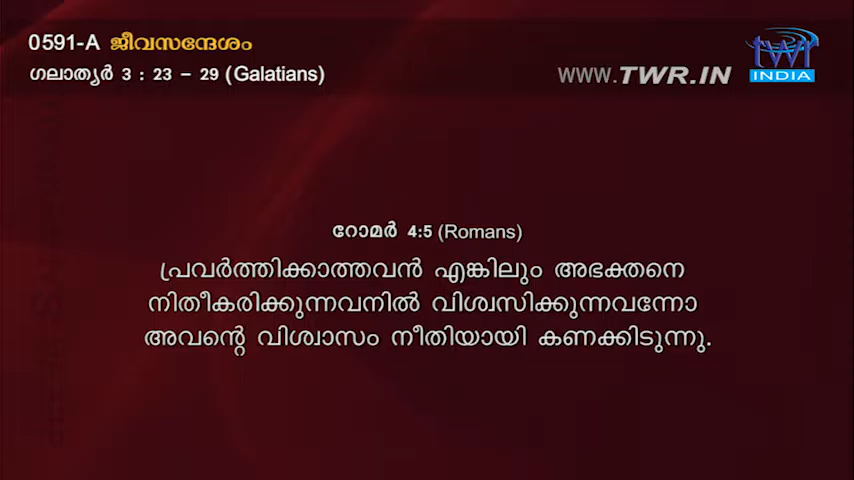 0591-A ജീവസന്ദേശം
ഗലാത്യർ 3 : 23 - 29 (Galatians)
WWW.TWR.IN
twr
INDIA
റോമർ 4:5 (Romans)
പ്രവർത്തിക്കാത്തവൻ എങ്കിലും അഭക്തനെ
നിതീകരിക്കുന്നവനിൽ വിശ്വസിക്കുന്നവന്നോ
അവന്റെ വിശ്വാസം നീതിയായി കണക്കിടുന്നു.